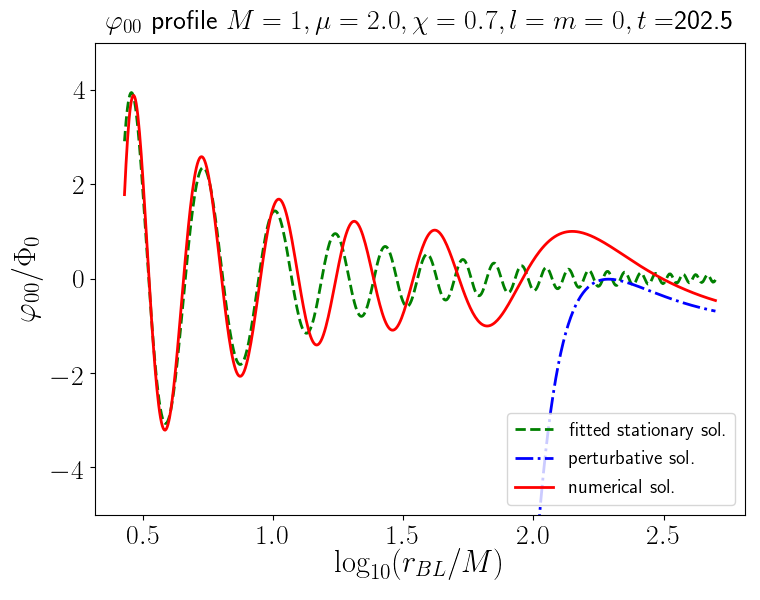 φ₀₀ profile M = 1, μ = 2.0, χ = 0.7, l = m = 0, t =202.5
φ₀₀/Φ₀
4
2
0
−2
−4
fitted stationary sol.
perturbative sol.
numerical sol.
0.5 1.0 1.5 2.0 2.5
log₁₀(r_BL/M)